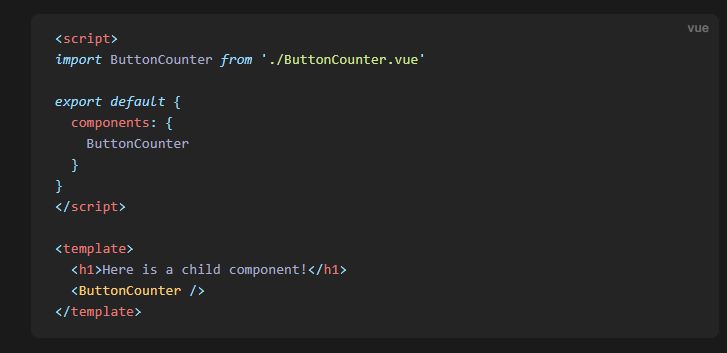 vue
<script>
import ButtonCounter from './ButtonCounter.vue'
export default {
components: {
ButtonCounter
}
}
</script>
<template>
<h1>Here is a child component!</h1>
<ButtonCounter />
</template>